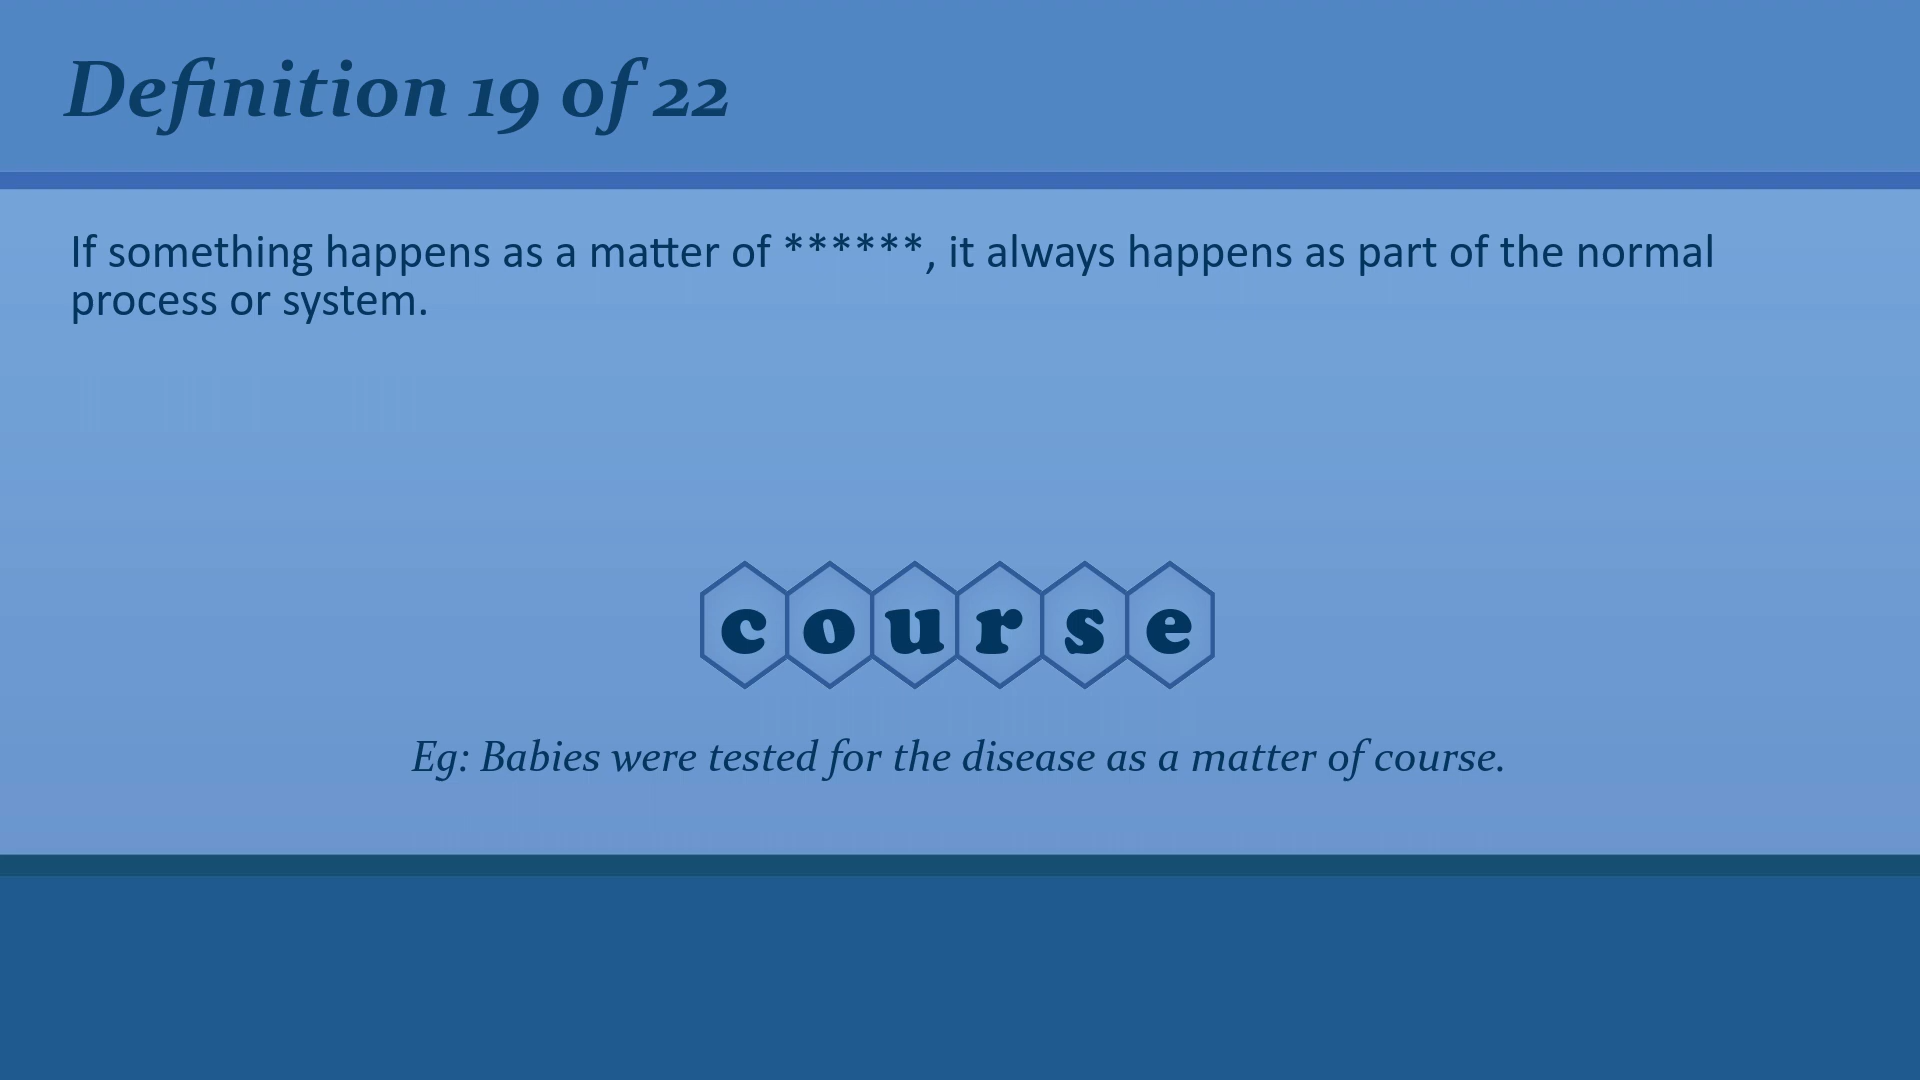 Definition 19 of 22
If something happens as a matter of ******, it always happens as part of the normal
process or system.
course
Eg: Babies were tested for the disease as a matter of course.